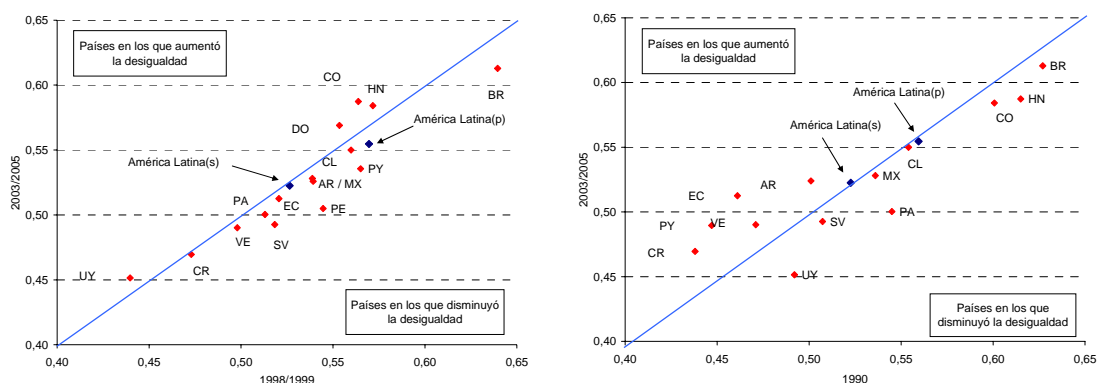 0,65
0,60
0,55
0,50
0,45
0,40
2003/2005
Países en los que aumentó
la desigualdad
CO
HN
BR
DO
América Latina(p)
América Latina(s)
CL
PY
AR / MX
PA
EC
PE
VE
SV
UY
CR
Países en los que disminuyó
la desigualdad
0,40
0,45
0,50
0,55
0,60
0,65
1998/1999
0,65
0,60
0,55
0,50
0,45
0,40
2003/2005
Países en los que aumentó
la desigualdad
BR
América Latina(p)
HN
CO
América Latina(s)
CL
AR
MX
EC
PA
PY
VE
SV
CR
UY
Países en los que
disminuyó la desigualdad
0,40
0,45
0,50
0,55
0,60
0,65
1990